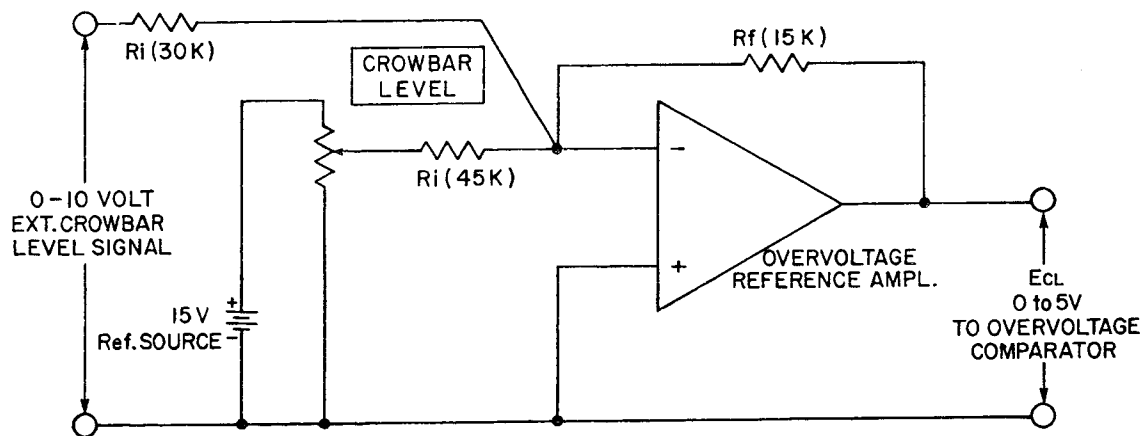 Ri (30K)
Rf (15K)
CROWBAR
LEVEL
Ri (45K)
0-10 VOLT
EXT. CROWBAR
LEVEL SIGNAL
-
+
OVERVOLTAGE
REFERENCE AMPL.
+
15V
Ref. SOURCE -
ECL
0 to 5V
TO OVERVOLTAGE
COMPARATOR